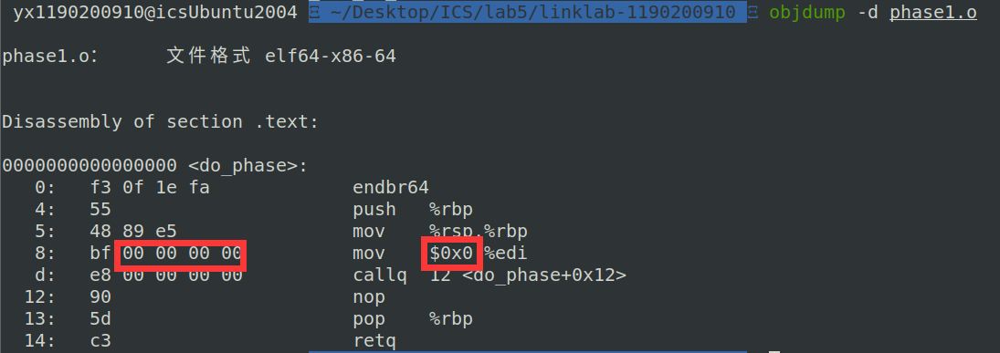 yx1190200910@icsUbuntu2004 Ξ ~/Desktop/ICS/lab5/linklab-1190200910 Ξ objdump -d phase1.o
phase1.o:      文件格式 elf64-x86-64
Disassembly of section .text:
0000000000000000 <do_phase>:
   0:   f3 0f 1e fa             endbr64
   4:   55                      push   %rbp
   5:   48 89 e5                mov    %rsp,%rbp
   8:   bf 00 00 00 00          mov    $0x0,%edi
   d:   e8 00 00 00 00          callq  12 <do_phase+0x12>
  12:   90                      nop
  13:   5d                      pop    %rbp
  14:   c3                      retq